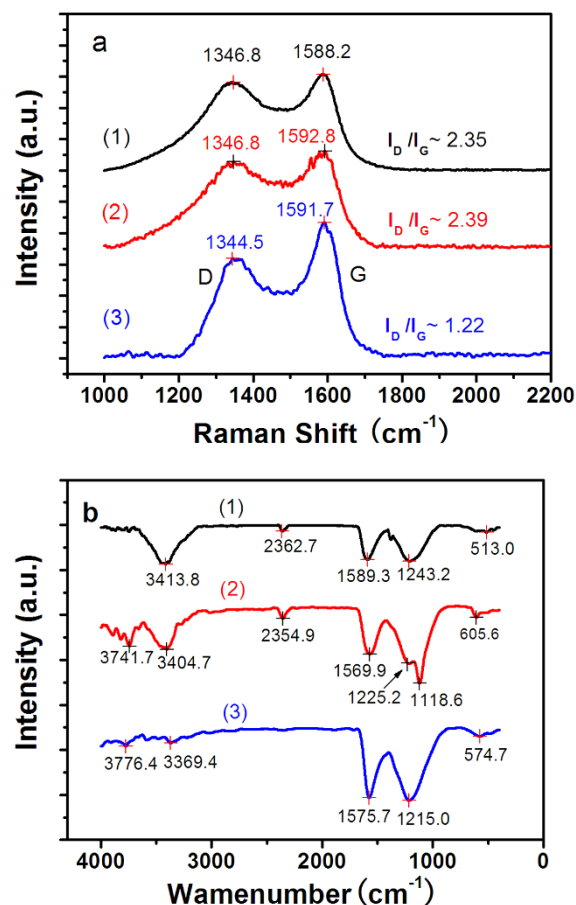 a
1346.8 1588.2
(1)
I_D /I_G~ 2.35
1346.8 1592.8
(2)
I_D /I_G~ 2.39
1591.7
1344.5
D G
(3)
I_D /I_G~ 1.22
Intensity (a.u.)
1000 1200 1400 1600 1800 2000 2200
Raman Shift (cm⁻¹)
b
(1)
2362.7
513.0
3413.8
1589.3 1243.2
(2)
2354.9
605.6
3741.7 3404.7
1569.9
1225.2
1118.6
(3)
3776.4 3369.4
574.7
1575.7 1215.0
Intensity (a.u.)
4000 3000 2000 1000 0
Wamenumber (cm⁻¹)